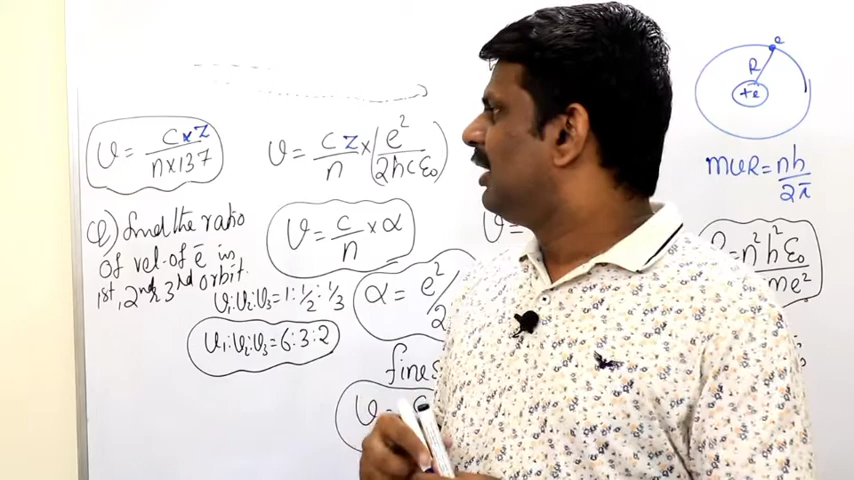 v = c×z / n×137
Q) Find the ratio
of vel. of ē in
1st, 2nd & 3rd orbit.
v₁:v₂:v₃ = 1:1/2:1/3
v₁:v₂:v₃ = 6:3:2
v = cz/n × (e²/2hcε₀)
v = c/n × α
α = e²/2
fines
v =
v =
e
R
+e
mvR = nh/2π
= n²h²ε₀
me²